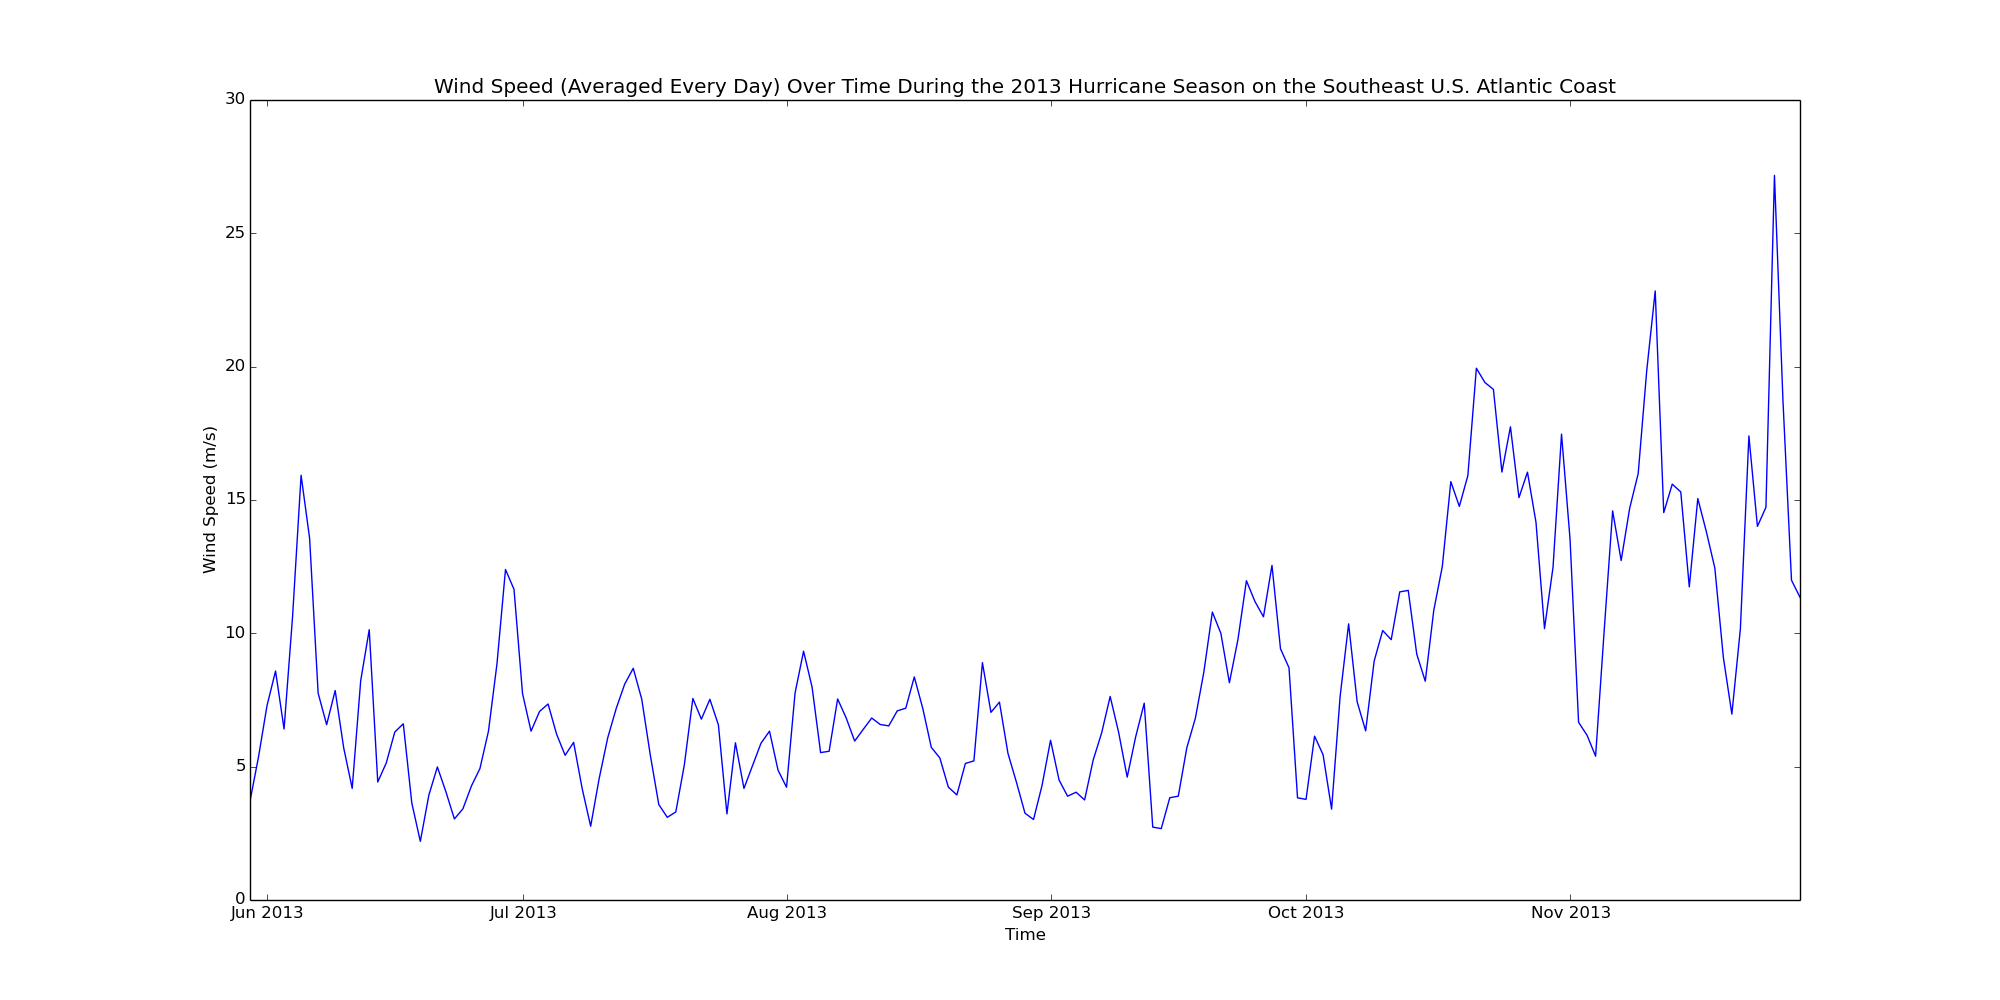 Wind Speed (Averaged Every Day) Over Time During the 2013 Hurricane Season on the Southeast U.S. Atlantic Coast
30
25
20
15
10
5
0
Wind Speed (m/s)
Jun 2013 Jul 2013 Aug 2013 Sep 2013 Oct 2013 Nov 2013
Time